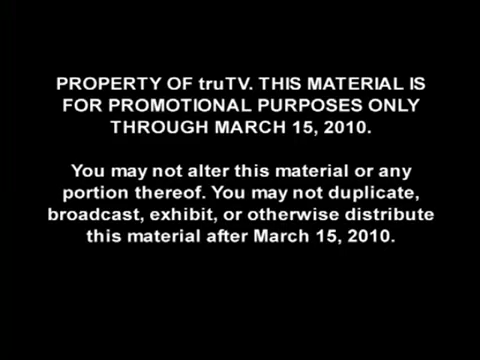 PROPERTY OF truTV. THIS MATERIAL IS
FOR PROMOTIONAL PURPOSES ONLY
THROUGH MARCH 15, 2010.
You may not alter this material or any
portion thereof. You may not duplicate,
broadcast, exhibit, or otherwise distribute
this material after March 15, 2010.